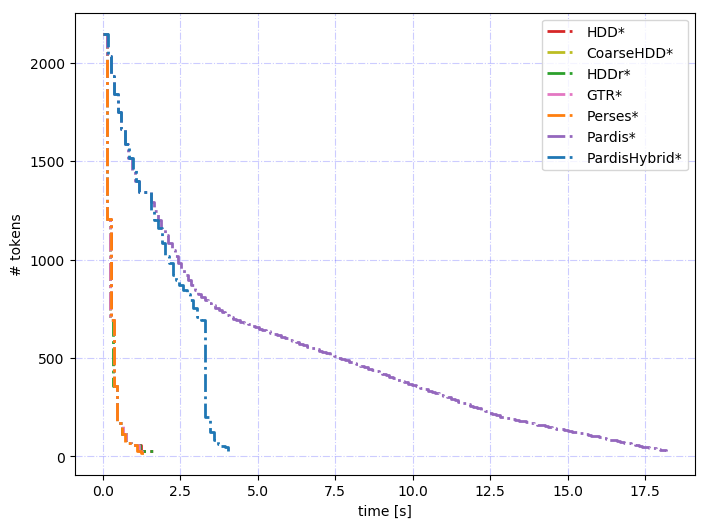 HDD*
CoarseHDD*
HDDr*
GTR*
Perses*
Pardis*
PardisHybrid*
2000
1500
1000
500
0
# tokens
0.0 2.5 5.0 7.5 10.0 12.5 15.0 17.5
time [s]